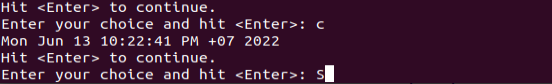 Hit <Enter> to continue.
Enter your choice and hit <Enter>: c
Mon Jun 13 10:22:41 PM +07 2022
Hit <Enter> to continue.
Enter your choice and hit <Enter>: S